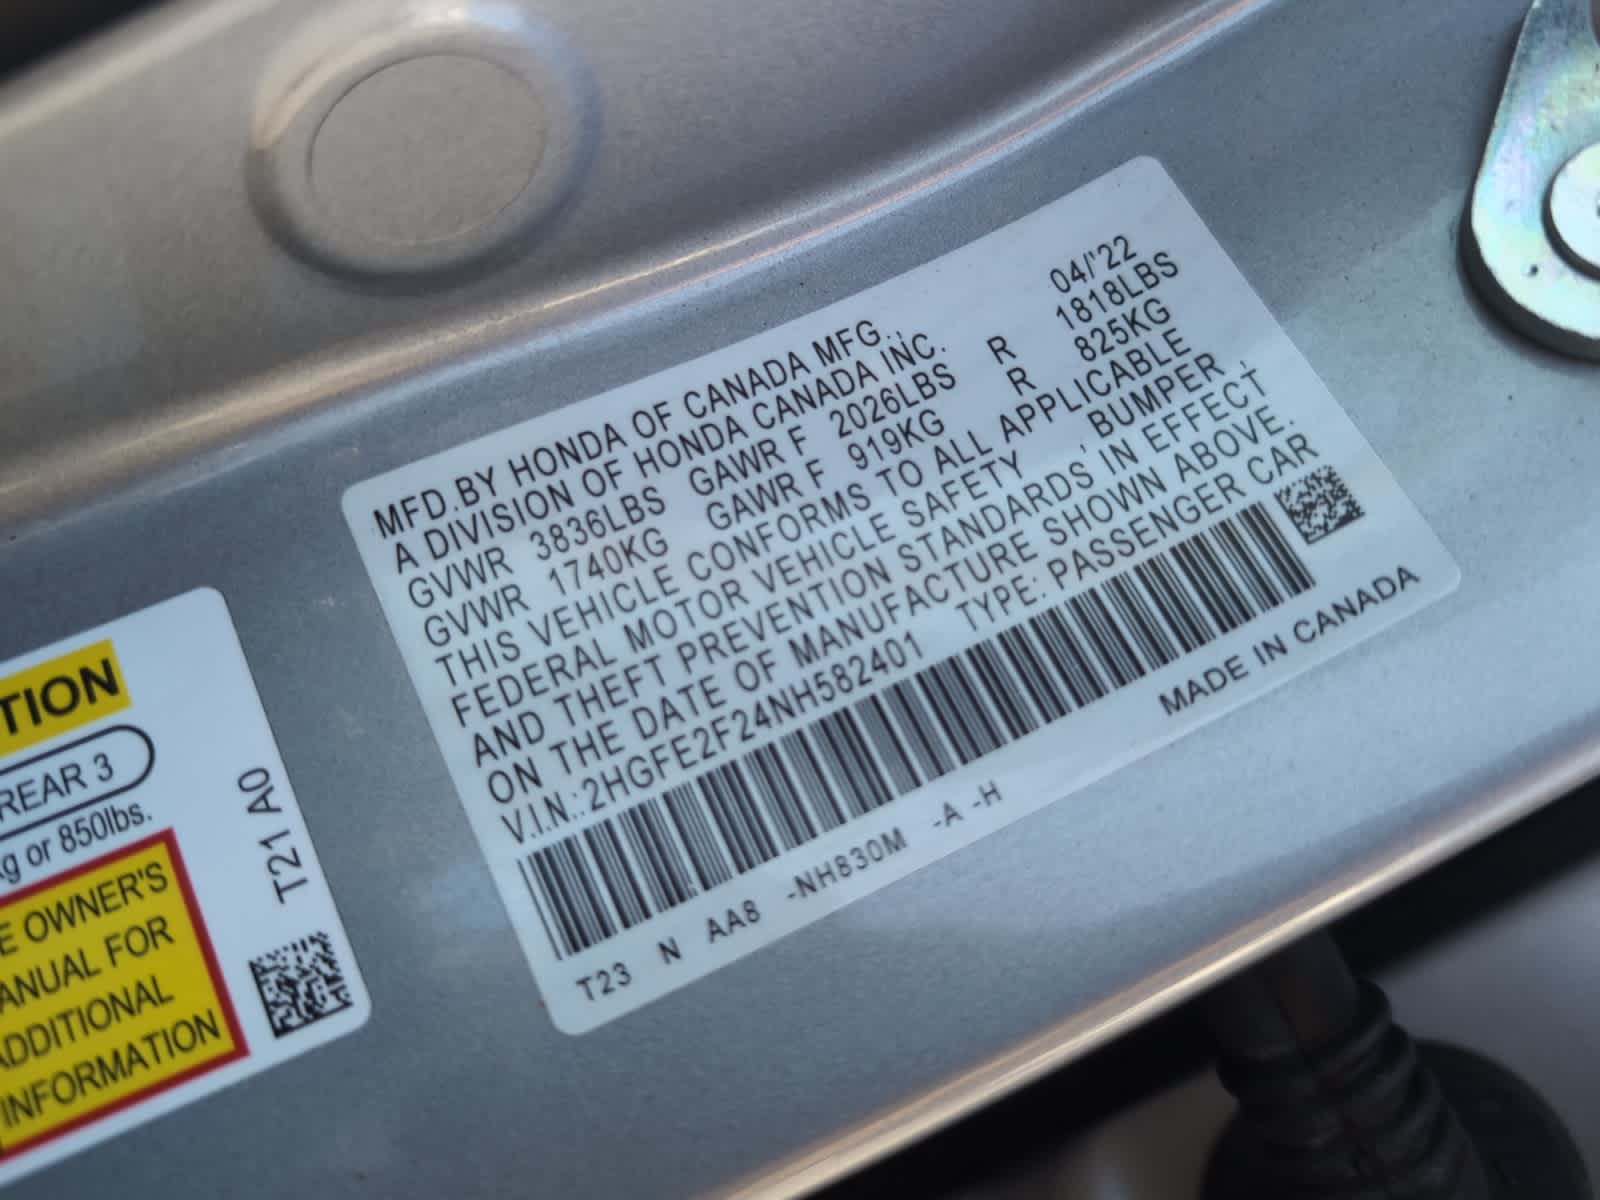 MFD.BY HONDA OF CANADA MFG.,
A DIVISION OF HONDA CANADA INC.
04/'22
GVWR 3836LBS GAWR F 2026LBS R 1818LBS
GVWR 1740KG GAWR F 919KG R 825KG
THIS VEHICLE CONFORMS TO ALL APPLICABLE
FEDERAL MOTOR VEHICLE SAFETY , BUMPER ,
AND THEFT PREVENTION STANDARDS IN EFFECT
ON THE DATE OF MANUFACTURE SHOWN ABOVE.
V.I.N.:2HGFE2F24NH582401 TYPE: PASSENGER CAR
MADE IN CANADA
T23 N AA8 -NH830M -A -H
TION
REAR 3
g or 850lbs.
E OWNER'S
ANUAL FOR
ADDITIONAL
INFORMATION
T21 A0